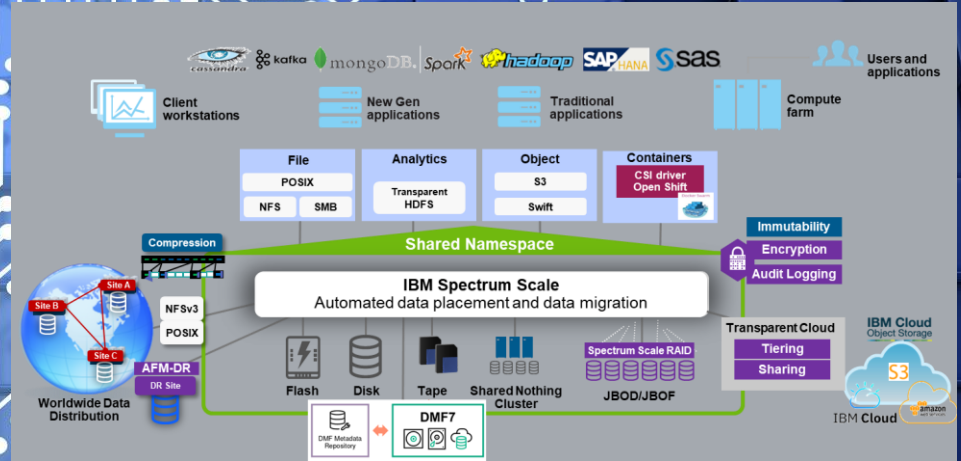 cassandra
kafka
mongoDB.
Spark
hadoop
SAP HANA
sas
Users and
applications
Client
workstations
New Gen
applications
Traditional
applications
Compute
farm
File
POSIX
NFS
SMB
Analytics
Transparent
HDFS
Object
S3
Swift
Containers
CSI driver
Open Shift
Compression
Shared Namespace
Immutability
Encryption
Audit Logging
IBM Spectrum Scale
Automated data placement and data migration
Site A
Site B
Site C
NFSv3
POSIX
AFM-DR
DR Site
Worldwide Data
Distribution
Flash
Disk
Tape
Shared Nothing
Cluster
Spectrum Scale RAID
JBOD/JBOF
Transparent Cloud
Tiering
Sharing
IBM Cloud
Object Storage
S3
IBM Cloud
amazon
DMF Metadata
Repository
DMF7